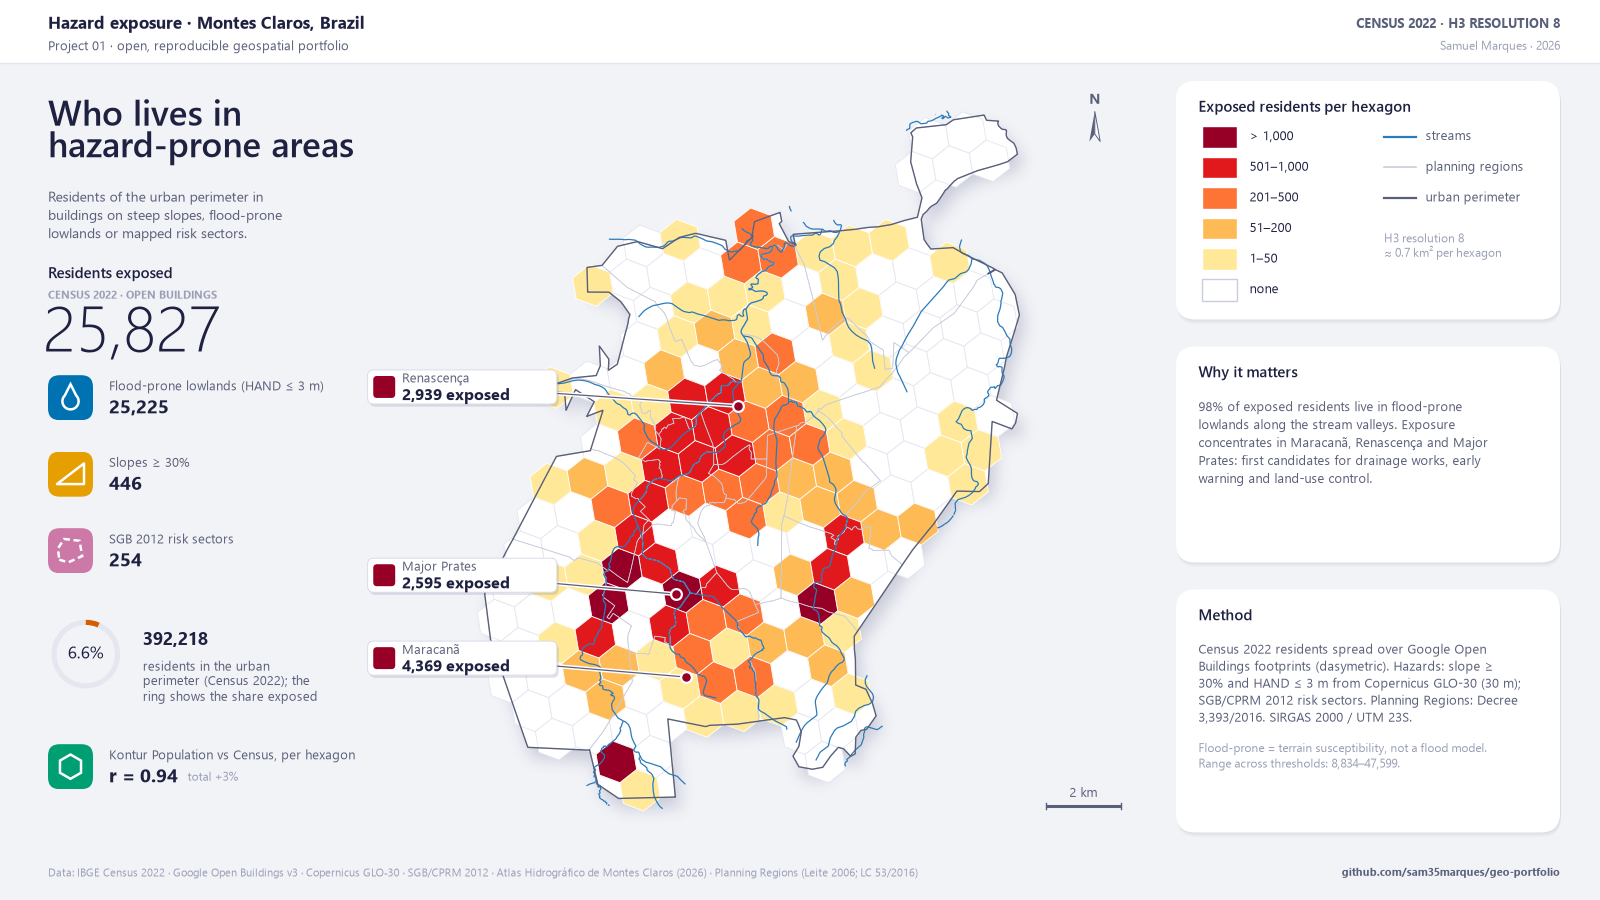 Hazard exposure · Montes Claros, Brazil
Project 01 · open, reproducible geospatial portfolio
CENSUS 2022 · H3 RESOLUTION 8
Samuel Marques · 2026
Who lives in
hazard-prone areas
Residents of the urban perimeter in
buildings on steep slopes, flood-prone
lowlands or mapped risk sectors.
Residents exposed
CENSUS 2022 · OPEN BUILDINGS
25,827
Flood-prone lowlands (HAND ≤ 3 m)
25,225
Slopes ≥ 30%
446
SGB 2012 risk sectors
254
6.6%
392,218
residents in the urban
perimeter (Census 2022); the
ring shows the share exposed
Kontur Population vs Census, per hexagon
r = 0.94 total +3%
N
Renascença
2,939 exposed
Major Prates
2,595 exposed
Maracanã
4,369 exposed
2 km
Exposed residents per hexagon
> 1,000
501–1,000
201–500
51–200
1–50
none
streams
planning regions
urban perimeter
H3 resolution 8
≈ 0.7 km² per hexagon
Why it matters
98% of exposed residents live in flood-prone
lowlands along the stream valleys. Exposure
concentrates in Maracanã, Renascença and Major
Prates: first candidates for drainage works, early
warning and land-use control.
Method
Census 2022 residents spread over Google Open
Buildings footprints (dasymetric). Hazards: slope ≥
30% and HAND ≤ 3 m from Copernicus GLO-30 (30 m);
SGB/CPRM 2012 risk sectors. Planning Regions: Decree
3,393/2016. SIRGAS 2000 / UTM 23S.
Flood-prone = terrain susceptibility, not a flood model.
Range across thresholds: 8,834–47,599.
Data: IBGE Census 2022 · Google Open Buildings v3 · Copernicus GLO-30 · SGB/CPRM 2012 · Atlas Hidrográfico de Montes Claros (2026) · Planning Regions (Leite 2006; LC 53/2016)
github.com/sam35marques/geo-portfolio